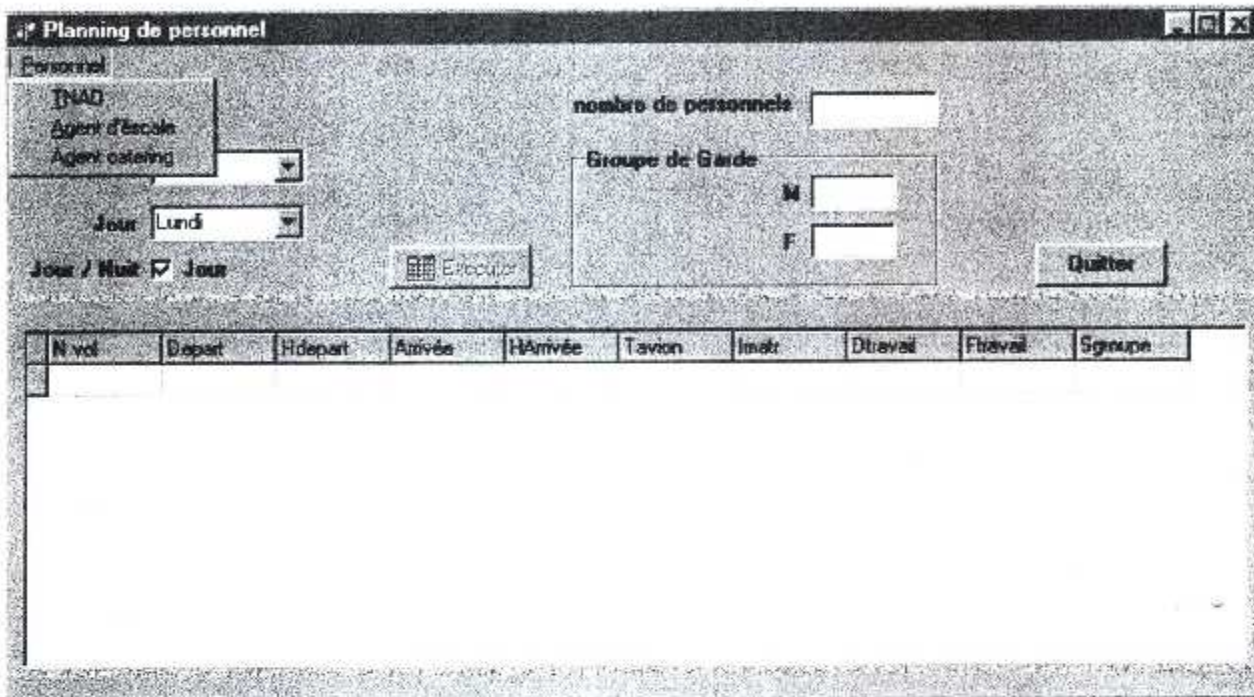 Planning de personnel
Personnel
TNAD
Agent d'éscale
Agent catering
nombre de personnels
Groupe de Garde
M
Jour Lundi
F
Jour / Nuit Jour
Executer
Quitter
N vol Depart Hdepart Arrivée HArrivée Tavion Imatr Dtravail Ftravail Sgroupe